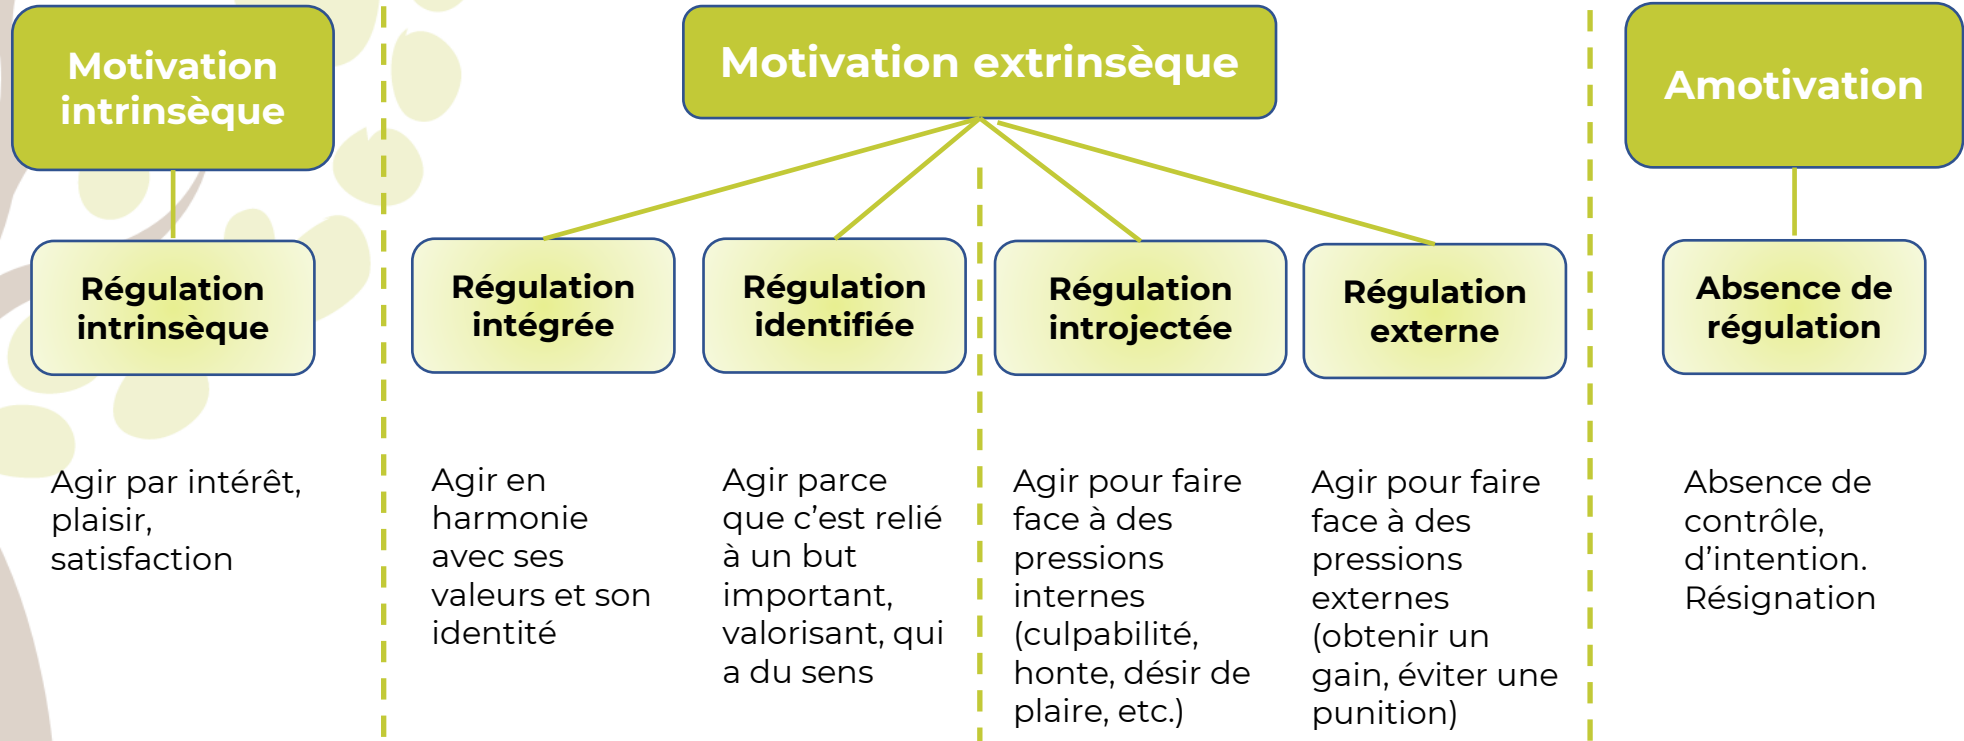 Motivation
intrinsèque
Motivation extrinsèque
Amotivation
Régulation
intrinsèque
Régulation
intégrée
Régulation
identifiée
Régulation
introjectée
Régulation
externe
Absence de
régulation
Agir par intérêt,
plaisir,
satisfaction
Agir en
harmonie
avec ses
valeurs et son
identité
Agir parce
que c’est relié
à un but
important,
valorisant, qui
a du sens
Agir pour faire
face à des
pressions
internes
(culpabilité,
honte, désir de
plaire, etc.)
Agir pour faire
face à des
pressions
externes
(obtenir un
gain, éviter une
punition)
Absence de
contrôle,
d’intention.
Résignation